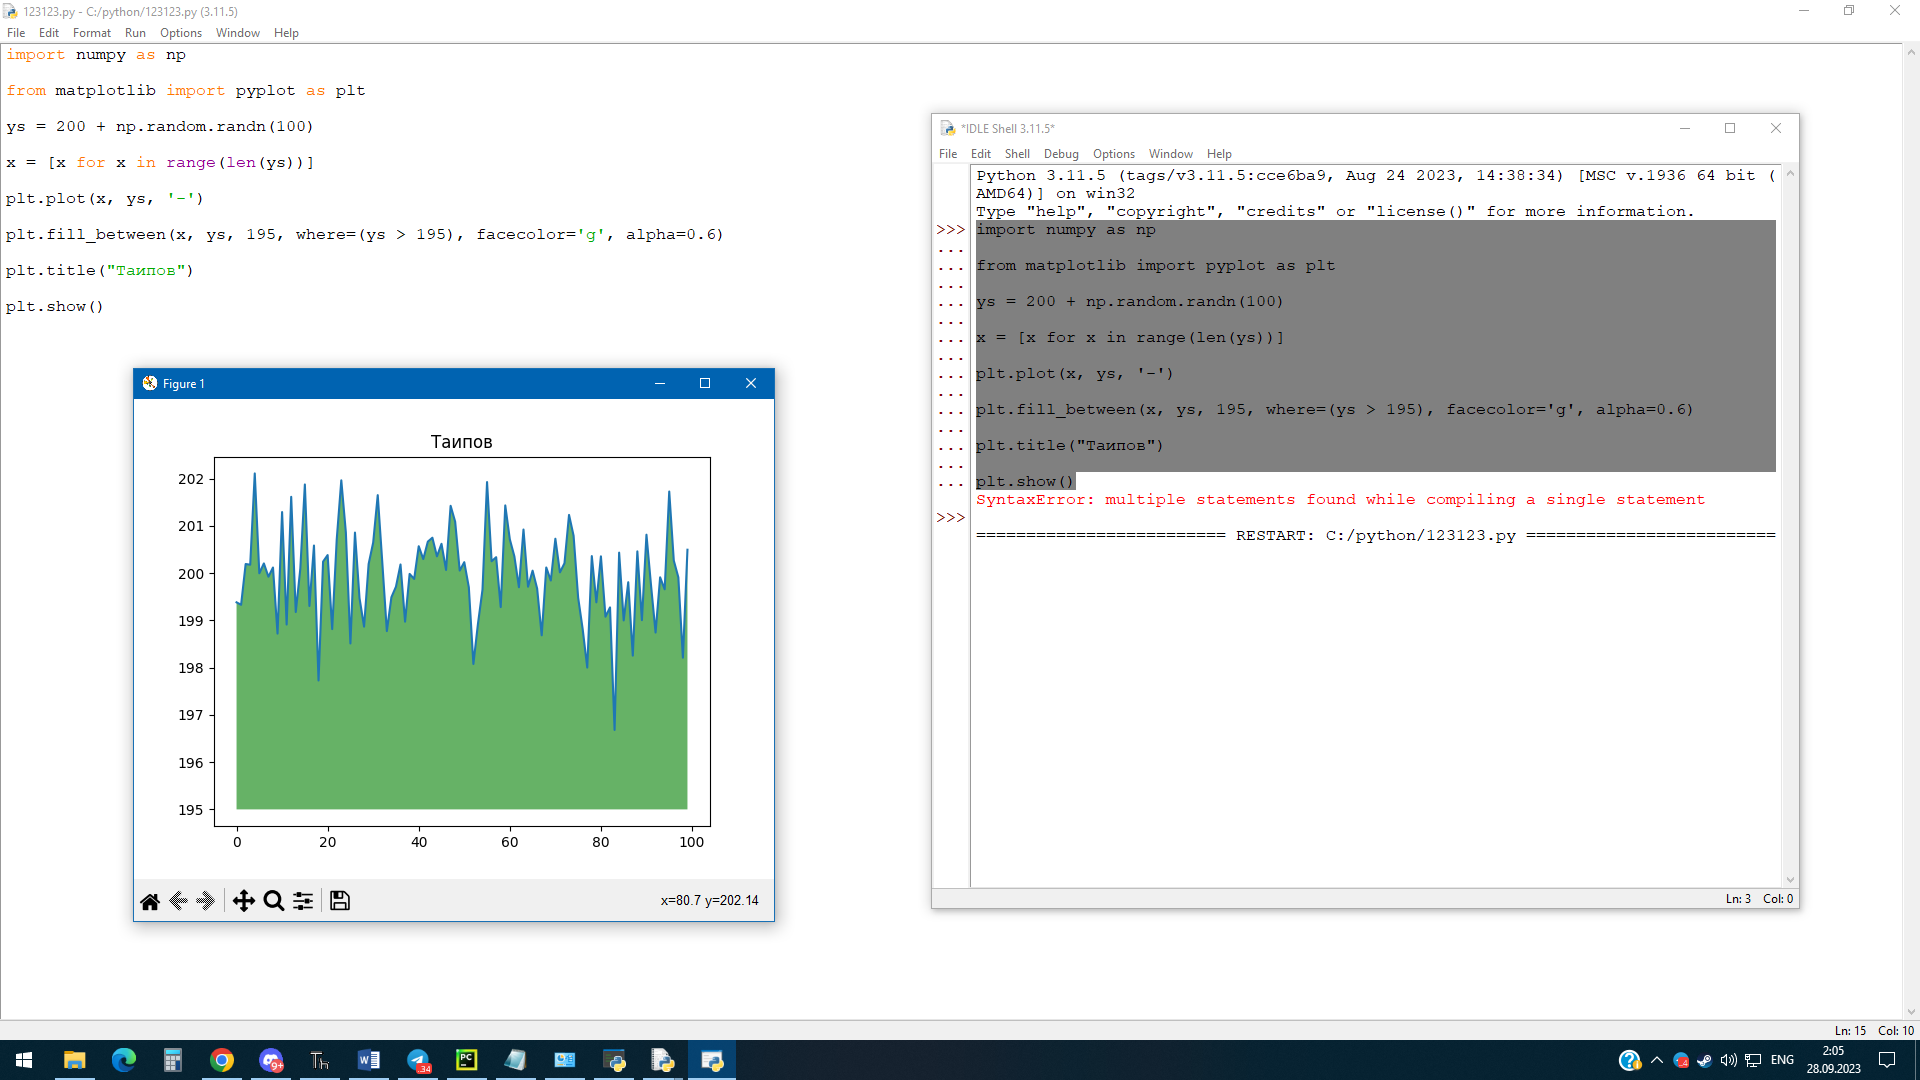 123123.py - C:/python/123123.py (3.11.5)
File Edit Format Run Options Window Help
import numpy as np
from matplotlib import pyplot as plt
ys = 200 + np.random.randn(100)
x = [x for x in range(len(ys))]
plt.plot(x, ys, '-')
plt.fill_between(x, ys, 195, where=(ys > 195), facecolor='g', alpha=0.6)
plt.title("Таипов")
plt.show()
*IDLE Shell 3.11.5*
File Edit Shell Debug Options Window Help
Python 3.11.5 (tags/v3.11.5:cce6ba9, Aug 24 2023, 14:38:34) [MSC v.1936 64 bit (
AMD64)] on win32
Type "help", "copyright", "credits" or "license()" for more information.
>>> import numpy as np
...
... from matplotlib import pyplot as plt
...
... ys = 200 + np.random.randn(100)
...
... x = [x for x in range(len(ys))]
...
... plt.plot(x, ys, '-')
...
... plt.fill_between(x, ys, 195, where=(ys > 195), facecolor='g', alpha=0.6)
...
... plt.title("Таипов")
...
... plt.show()
SyntaxError: multiple statements found while compiling a single statement
>>>
========================= RESTART: C:/python/123123.py =========================
Ln: 3 Col: 0
Figure 1
Таипов
202
201
200
199
198
197
196
195
0 20 40 60 80 100
x=80.7 y=202.14
Ln: 15 Col: 10
9+
Th
W
34
PC
ENG
2:05
28.09.2023